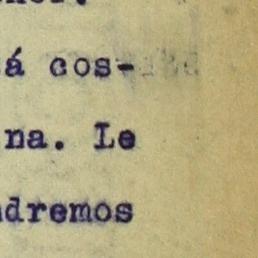 á cos-
na. Le
dremos